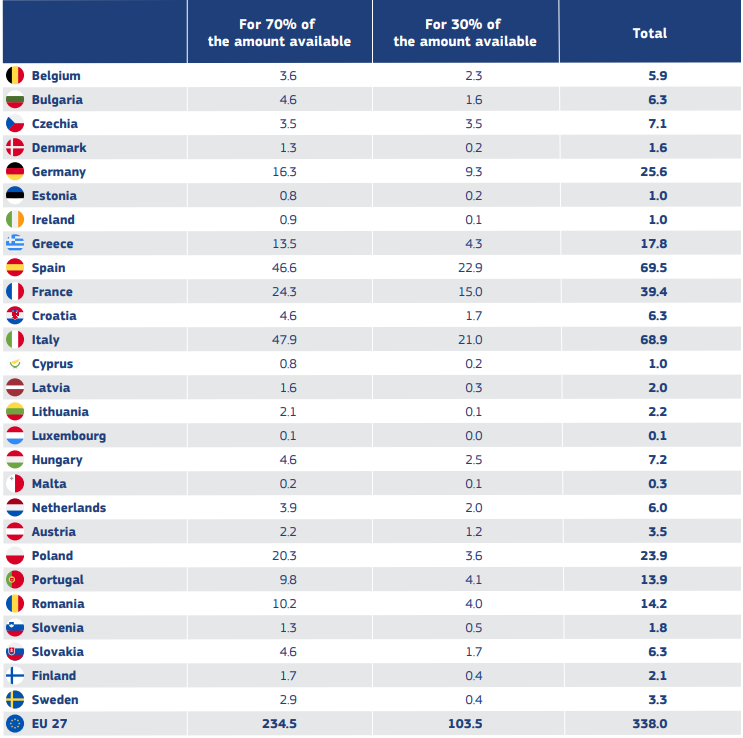 For 70% of
the amount available
For 30% of
the amount available
Total
Belgium 3.6 2.3 5.9
Bulgaria 4.6 1.6 6.3
Czechia 3.5 3.5 7.1
Denmark 1.3 0.2 1.6
Germany 16.3 9.3 25.6
Estonia 0.8 0.2 1.0
Ireland 0.9 0.1 1.0
Greece 13.5 4.3 17.8
Spain 46.6 22.9 69.5
France 24.3 15.0 39.4
Croatia 4.6 1.7 6.3
Italy 47.9 21.0 68.9
Cyprus 0.8 0.2 1.0
Latvia 1.6 0.3 2.0
Lithuania 2.1 0.1 2.2
Luxembourg 0.1 0.0 0.1
Hungary 4.6 2.5 7.2
Malta 0.2 0.1 0.3
Netherlands 3.9 2.0 6.0
Austria 2.2 1.2 3.5
Poland 20.3 3.6 23.9
Portugal 9.8 4.1 13.9
Romania 10.2 4.0 14.2
Slovenia 1.3 0.5 1.8
Slovakia 4.6 1.7 6.3
Finland 1.7 0.4 2.1
Sweden 2.9 0.4 3.3
EU 27 234.5 103.5 338.0